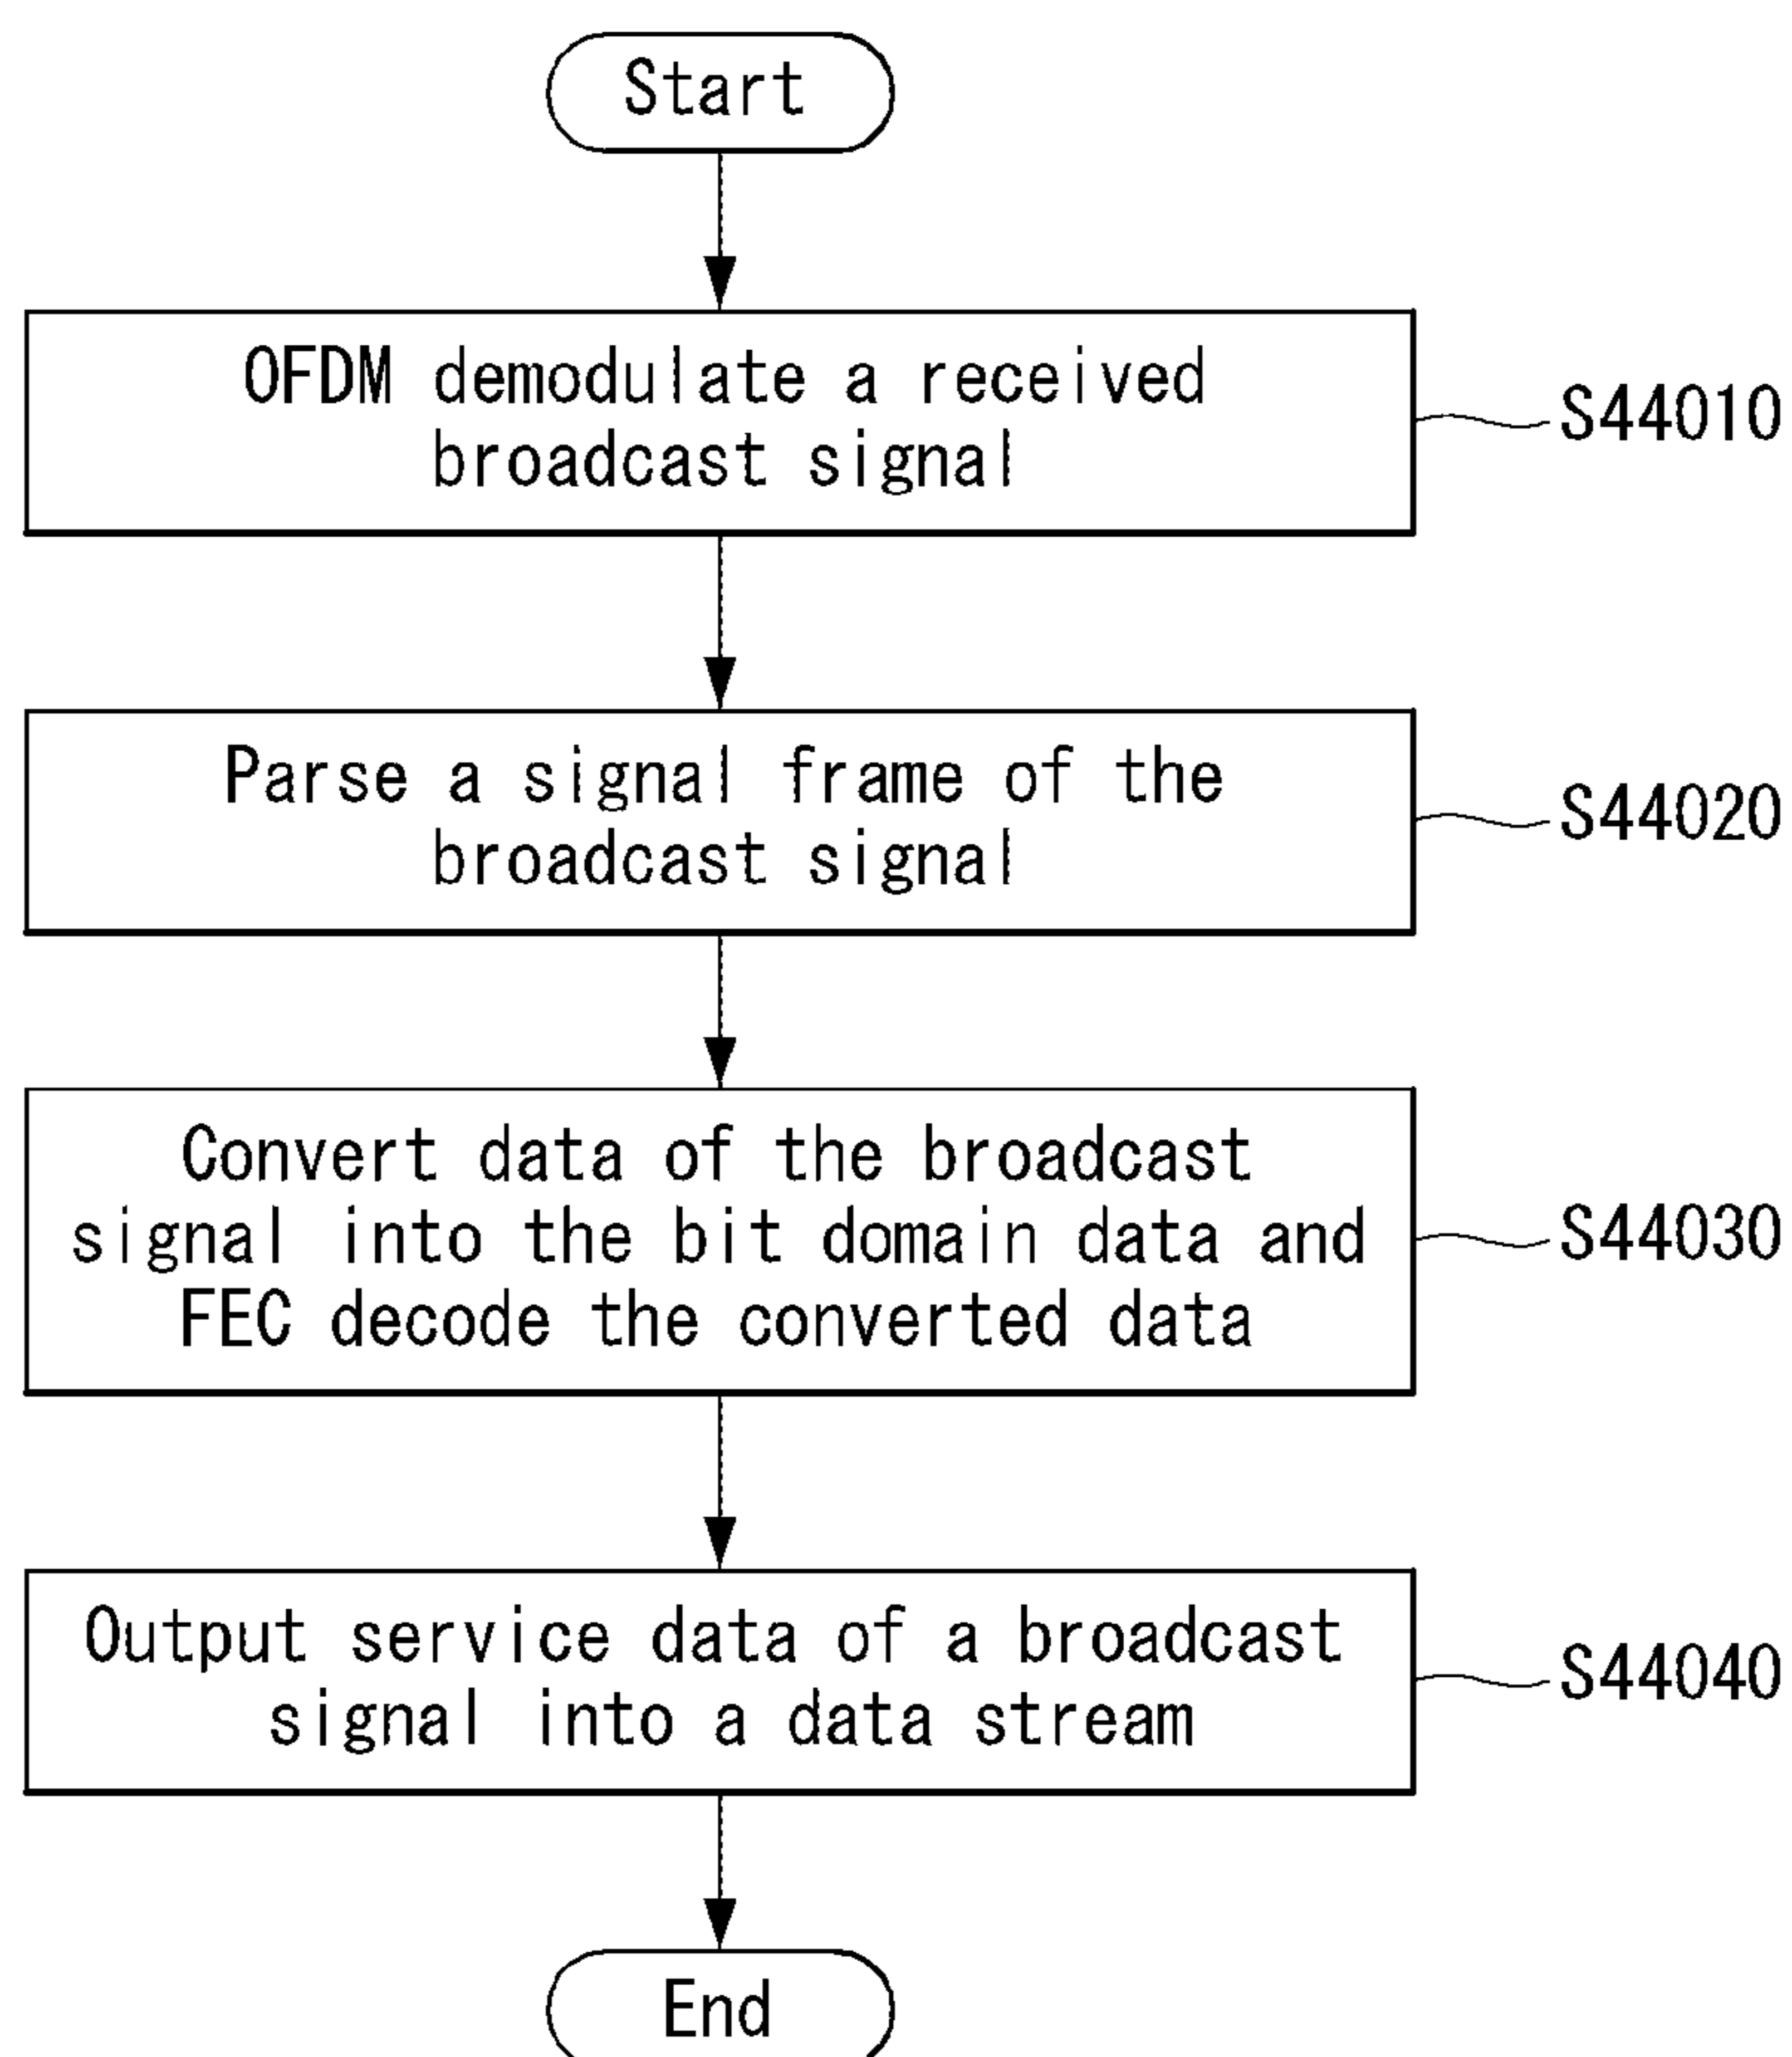 Start
OFDM demodulate a received
broadcast signal
S44010
Parse a signal frame of the
broadcast signal
S44020
Convert data of the broadcast
signal into the bit domain data and
FEC decode the converted data
S44030
Output service data of a broadcast
signal into a data stream
S44040
End